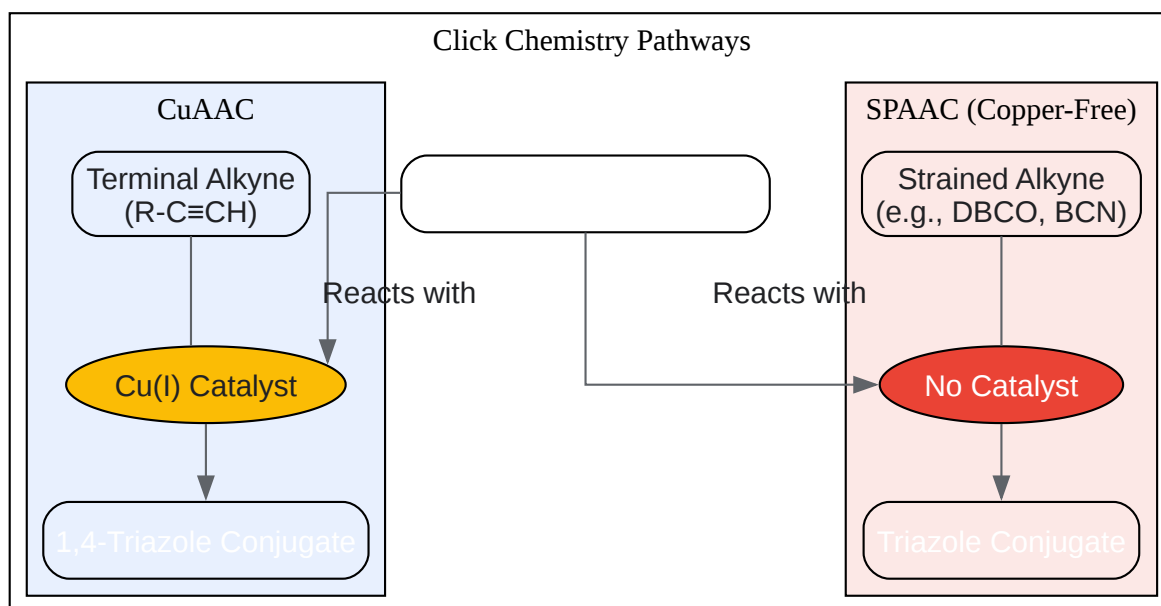 Click Chemistry Pathways
CuAAC
SPAAC (Copper-Free)
Terminal Alkyne
(R-C≡CH)
Strained Alkyne
(e.g., DBCO, BCN)
Reacts with
Reacts with
Cu(I) Catalyst
No Catalyst
1,4-Triazole Conjugate
Triazole Conjugate